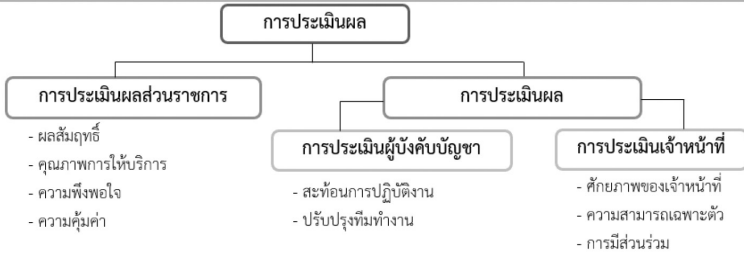 การประเมินผล
การประเมินผลส่วนราชการ
- ผลสัมฤทธิ์
- คุณภาพการให้บริการ
- ความพึงพอใจ
- ความคุ้มค่า
การประเมินผล
การประเมินผู้บังคับบัญชา
- สะท้อนการปฏิบัติงาน
- ปรับปรุงทีมทำงาน
การประเมินเจ้าหน้าที่
- ศักยภาพของเจ้าหน้าที่
- ความสามารถเฉพาะตัว
- การมีส่วนร่วม